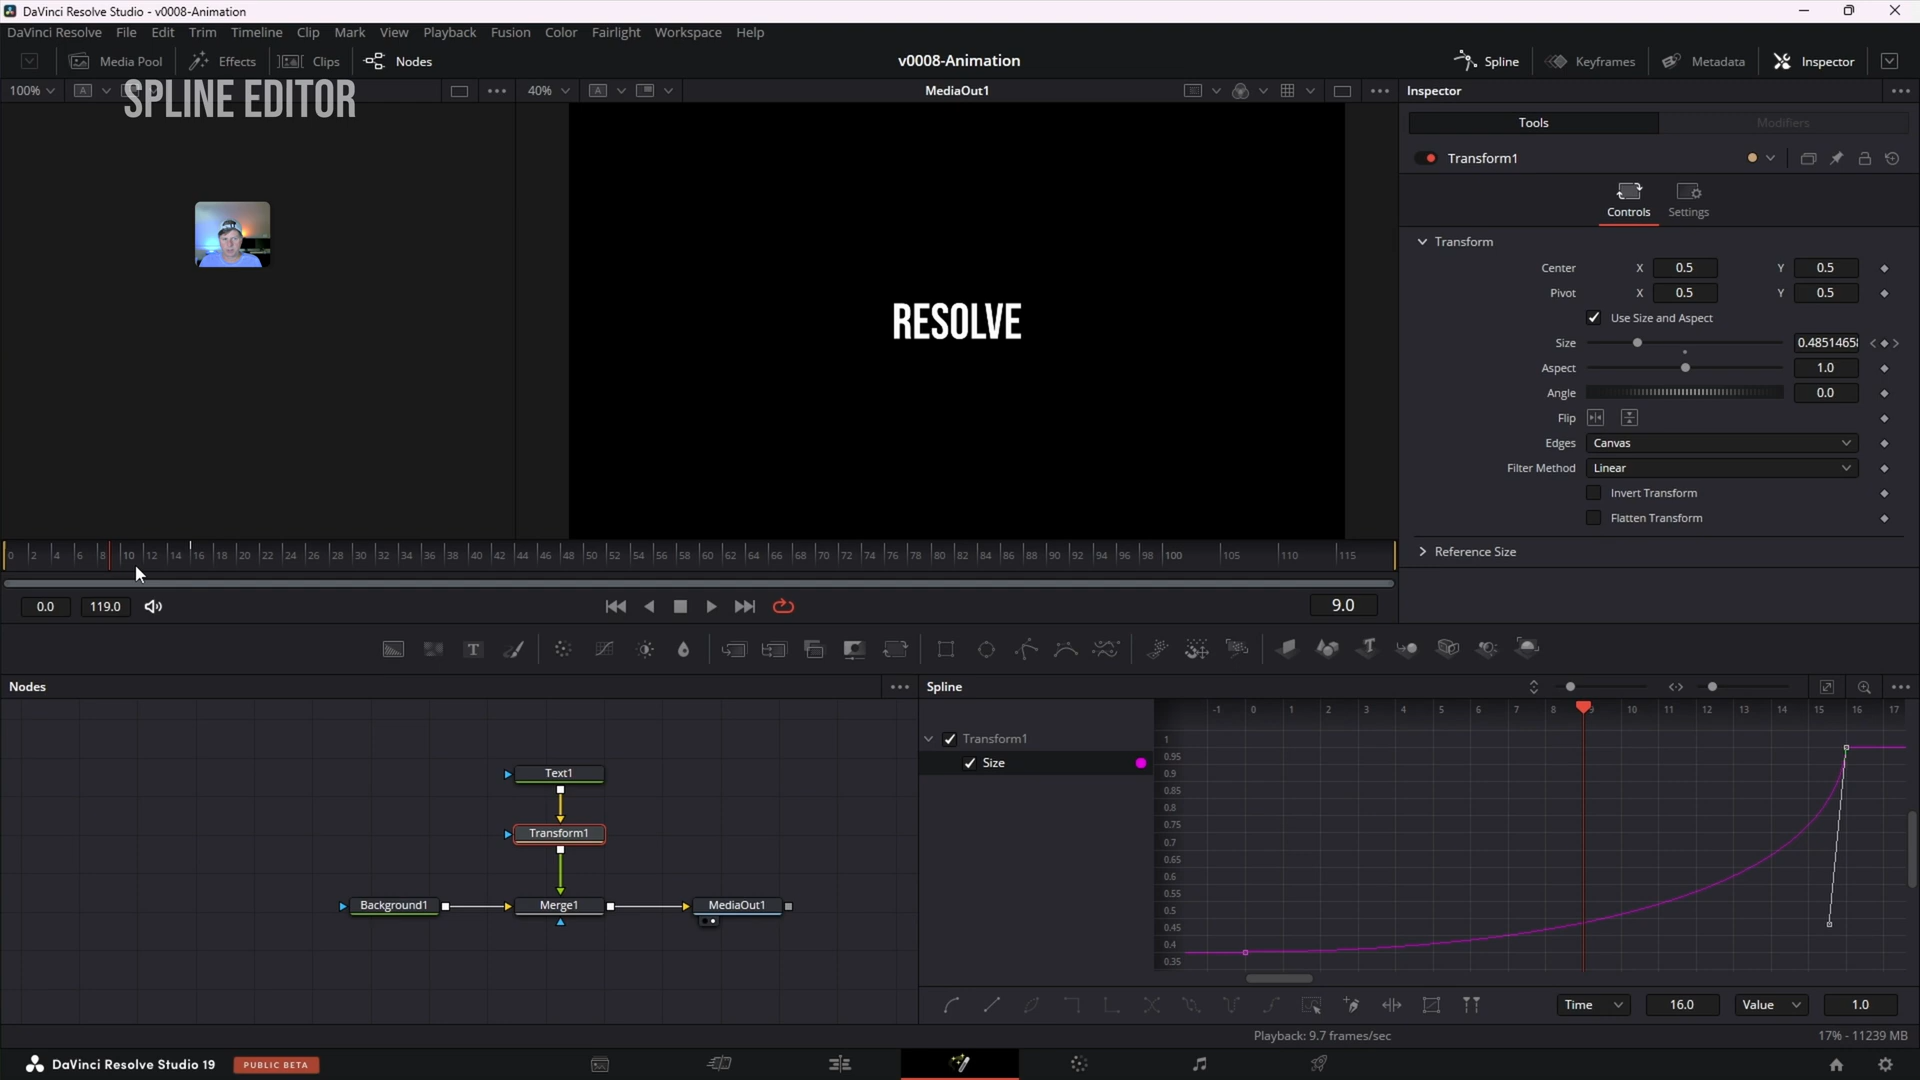 DaVinci Resolve Studio - v0008-Animation
DaVinci Resolve File Edit Trim Timeline Clip Mark View Playback Fusion Color Fairlight Workspace Help
Media Pool Effects Clips Nodes v0008-Animation Spline Keyframes Metadata Inspector
100% A 40% A MediaOut1 Inspector
SPLINE EDITOR
Tools Modifiers
Transform1
Controls Settings
Transform
Center X 0.5 Y 0.5
Pivot X 0.5 Y 0.5
Use Size and Aspect
RESOLVE
Size 0.4851465
Aspect 1.0
Angle 0.0
Flip
Edges Canvas
Filter Method Linear
Invert Transform
Flatten Transform
Reference Size
0 2 4 6 8 10 12 14 16 18 20 22 24 26 28 30 32 34 36 38 40 42 44 46 48 50 52 54 56 58 60 62 64 66 68 70 72 74 76 78 80 82 84 86 88 90 92 94 96 98 100 105 110 115
0.0 119.0 9.0
T T
Nodes Spline
-1 0 1 2 3 4 5 6 7 8 9 10 11 12 13 14 15 16 17
Transform1
Size
1
0.95
0.9
0.85
0.8
0.75
0.7
0.65
0.6
0.55
0.5
0.45
0.4
0.35
Text1
Transform1
Background1 Merge1 MediaOut1
Time 16.0 Value 1.0
Playback: 9.7 frames/sec 17% - 11239 MB
DaVinci Resolve Studio 19 PUBLIC BETA